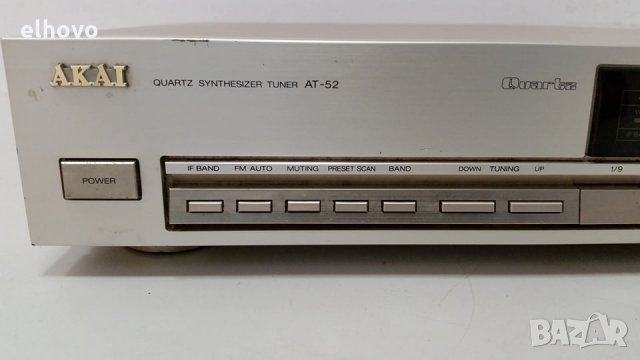 elhovo
AKAI
QUARTZ SYNTHESIZER TUNER AT-52
Quartz
IF BAND FM AUTO MUTING PRESET SCAN BAND DOWN TUNING UP 1/9
POWER
BAZAR